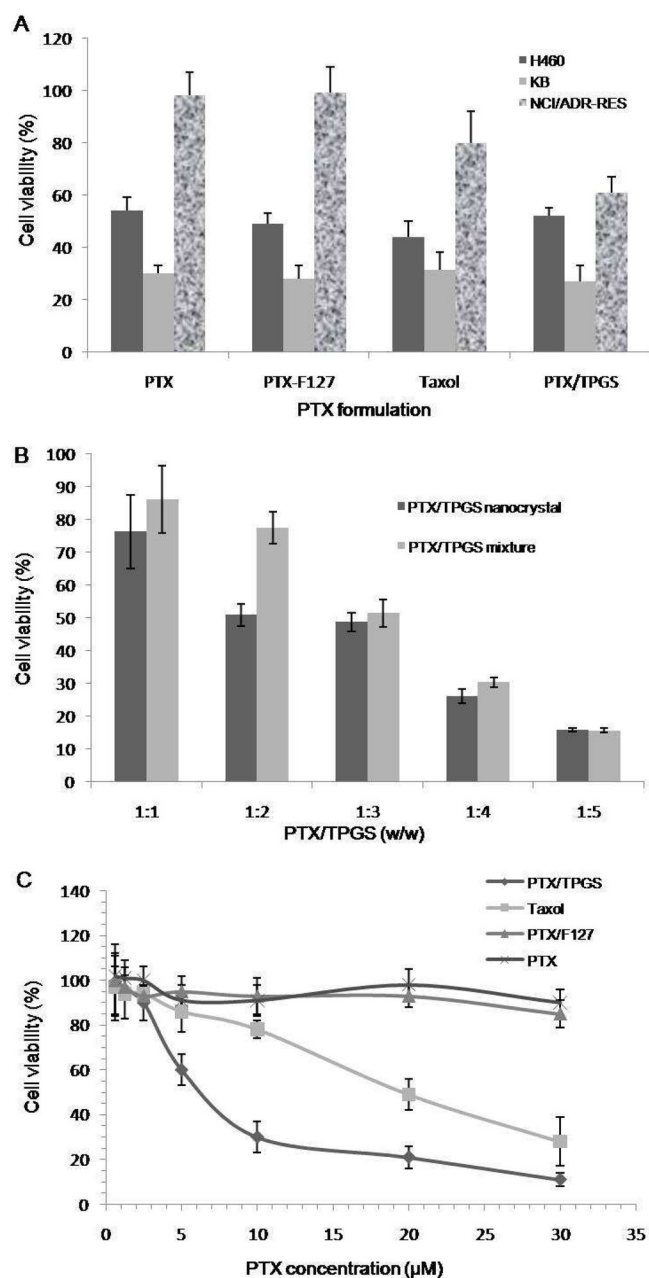 A
H460
KB
NCI/ADR-RES
Cell viability (%)
120
100
80
60
40
20
0
PTX
PTX-F127
Taxol
PTX/TPGS
PTX formulation
B
PTX/TPGS nanocrystal
PTX/TPGS mixture
Cell viability (%)
100
90
80
70
60
50
40
30
20
10
0
1:1
1:2
1:3
1:4
1:5
PTX/TPGS (w/w)
C
PTX/TPGS
Taxol
PTX/F127
PTX
Cell viability (%)
140
120
100
80
60
40
20
0
0
5
10
15
20
25
30
35
PTX concentration (µM)